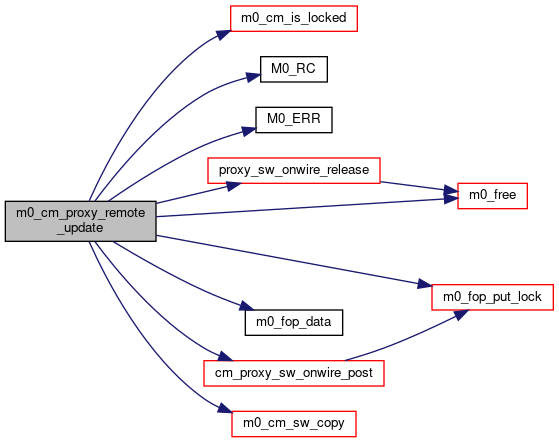 m0_cm_is_locked
M0_RC
M0_ERR
proxy_sw_onwire_release
m0_free
m0_cm_proxy_remote
_update
m0_fop_put_lock
m0_fop_data
cm_proxy_sw_onwire_post
m0_cm_sw_copy